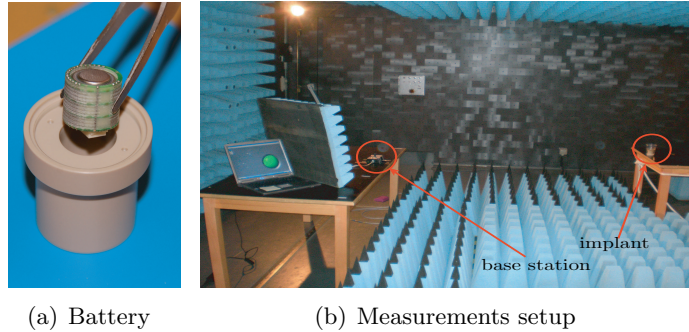 implant
base station
(a) Battery
(b) Measurements setup